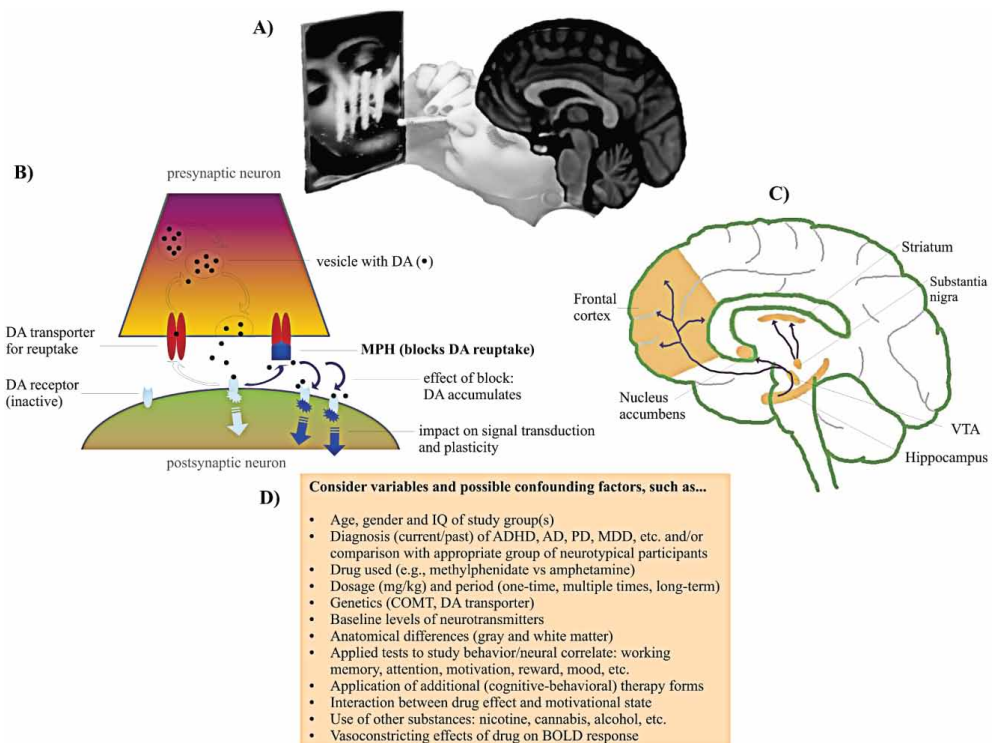 A)
B)
presynaptic neuron
vesicle with DA (•)
DA transporter
for reuptake
MPH (blocks DA reuptake)
DA receptor
(inactive)
effect of block:
DA accumulates
impact on signal transduction
and plasticity
postsynaptic neuron
C)
Striatum
Substantia
nigra
Frontal
cortex
Nucleus
accumbens
VTA
Hippocampus
D)
Consider variables and possible confounding factors, such as...
• Age, gender and IQ of study group(s)
• Diagnosis (current/past) of ADHD, AD, PD, MDD, etc. and/or
comparison with appropriate group of neurotypical participants
• Drug used (e.g., methylphenidate vs amphetamine)
• Dosage (mg/kg) and period (one-time, multiple times, long-term)
• Genetics (COMT, DA transporter)
• Baseline levels of neurotransmitters
• Anatomical differences (gray and white matter)
• Applied tests to study behavior/neural correlate: working
memory, attention, motivation, reward, mood, etc.
• Application of additional (cognitive-behavioral) therapy forms
• Interaction between drug effect and motivational state
• Use of other substances: nicotine, cannabis, alcohol, etc.
• Vasoconstricting effects of drug on BOLD response